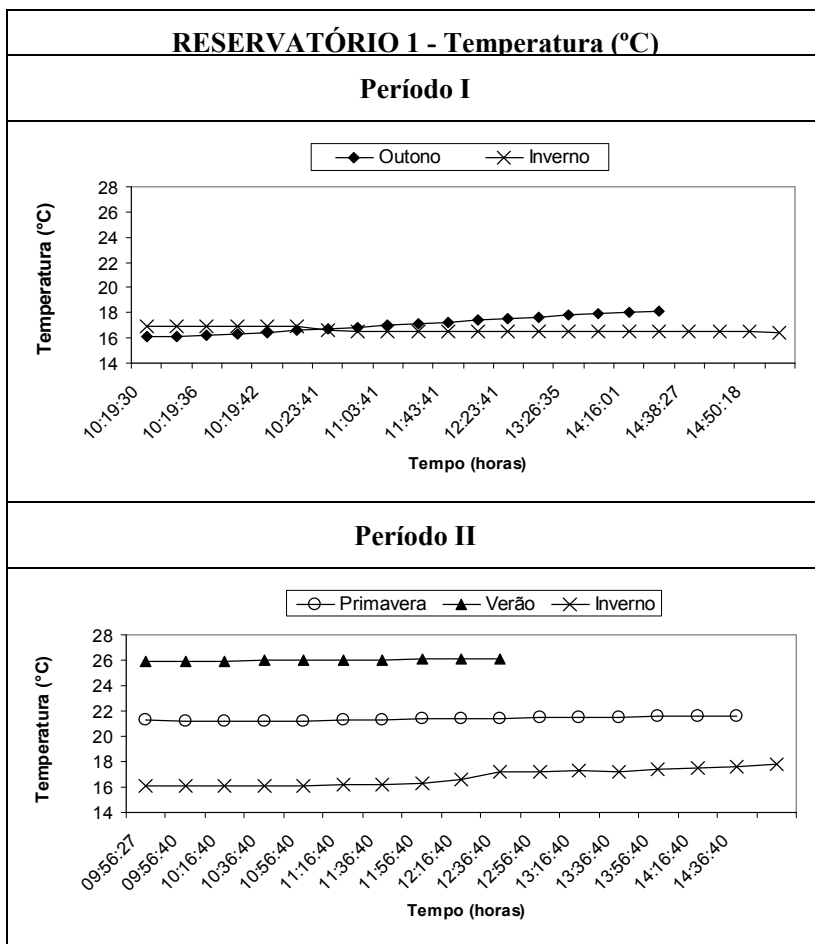 RESERVATÓRIO 1 - Temperatura (ºC)
Período I
Outono Inverno
28
26
24
22
20
18
16
14
Temperatura (°C)
10:19:30 10:19:36 10:19:42 10:23:41 11:03:41 11:43:41 12:23:41 13:26:35 14:16:01 14:38:27 14:50:18
Tempo (horas)
Período II
Primavera Verão Inverno
28
26
24
22
20
18
16
14
Temperatura (°C)
09:56:27 09:56:40 10:16:40 10:36:40 10:56:40 11:16:40 11:36:40 11:56:40 12:16:40 12:36:40 12:56:40 13:16:40 13:36:40 13:56:40 14:16:40 14:36:40
Tempo (horas)